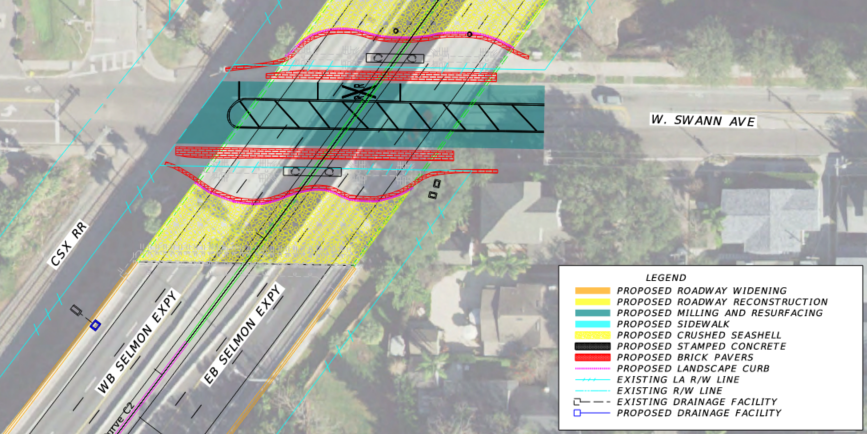 W. SWANN AVE
CSX RR
WB SELMON EXPY
EB SELMON EXPY
urve C2
LEGEND
PROPOSED ROADWAY WIDENING
PROPOSED ROADWAY RECONSTRUCTION
PROPOSED MILLING AND RESURFACING
PROPOSED SIDEWALK
PROPOSED CRUSHED SEASHELL
PROPOSED STAMPED CONCRETE
PROPOSED BRICK PAVERS
PROPOSED LANDSCAPE CURB
EXISTING LA R/W LINE
EXISTING R/W LINE
EXISTING DRAINAGE FACILITY
PROPOSED DRAINAGE FACILITY